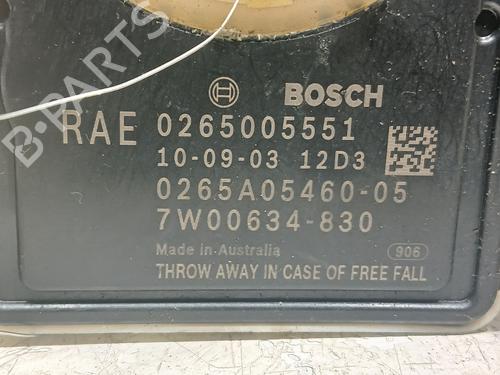 BOSCH
RAE 0265005551
10-09-03 12D3
0265A05460-05
7W00634-830
Made in Australia 906
THROW AWAY IN CASE OF FREE FALL
B-PARTS